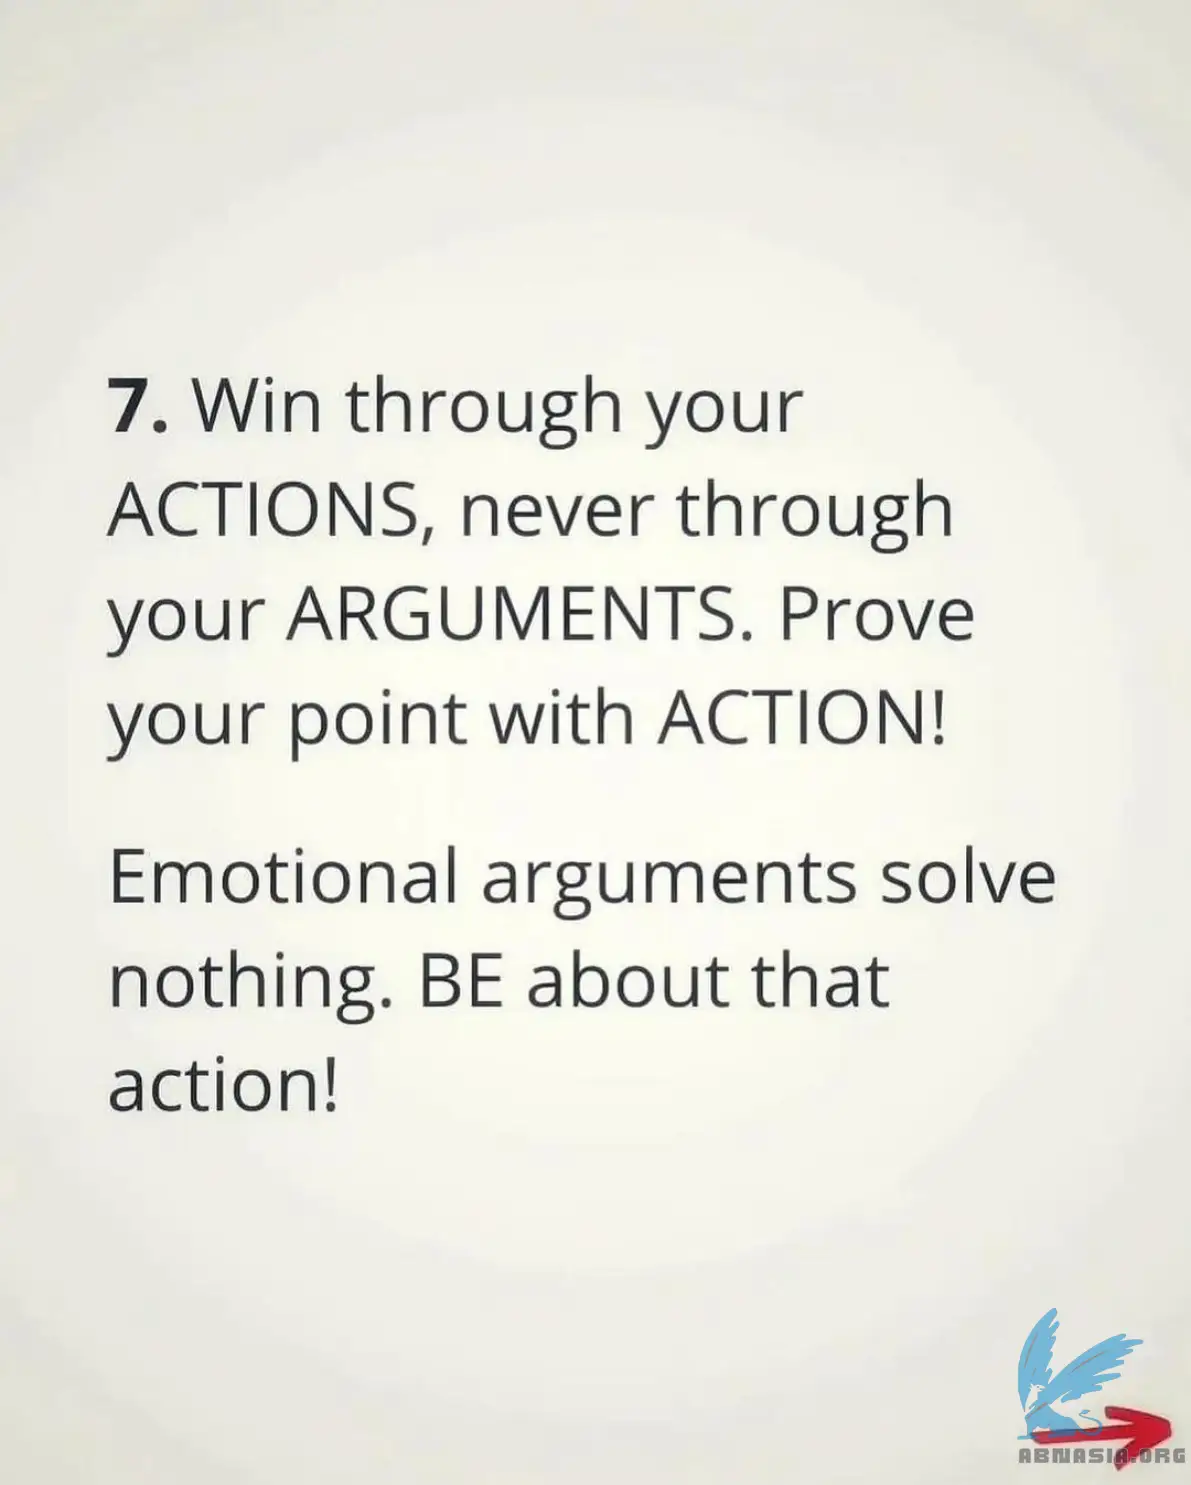 7. Win through your
ACTIONS, never through
your ARGUMENTS. Prove
your point with ACTION!
Emotional arguments solve
nothing. BE about that
action!
ABNASIA.ORG